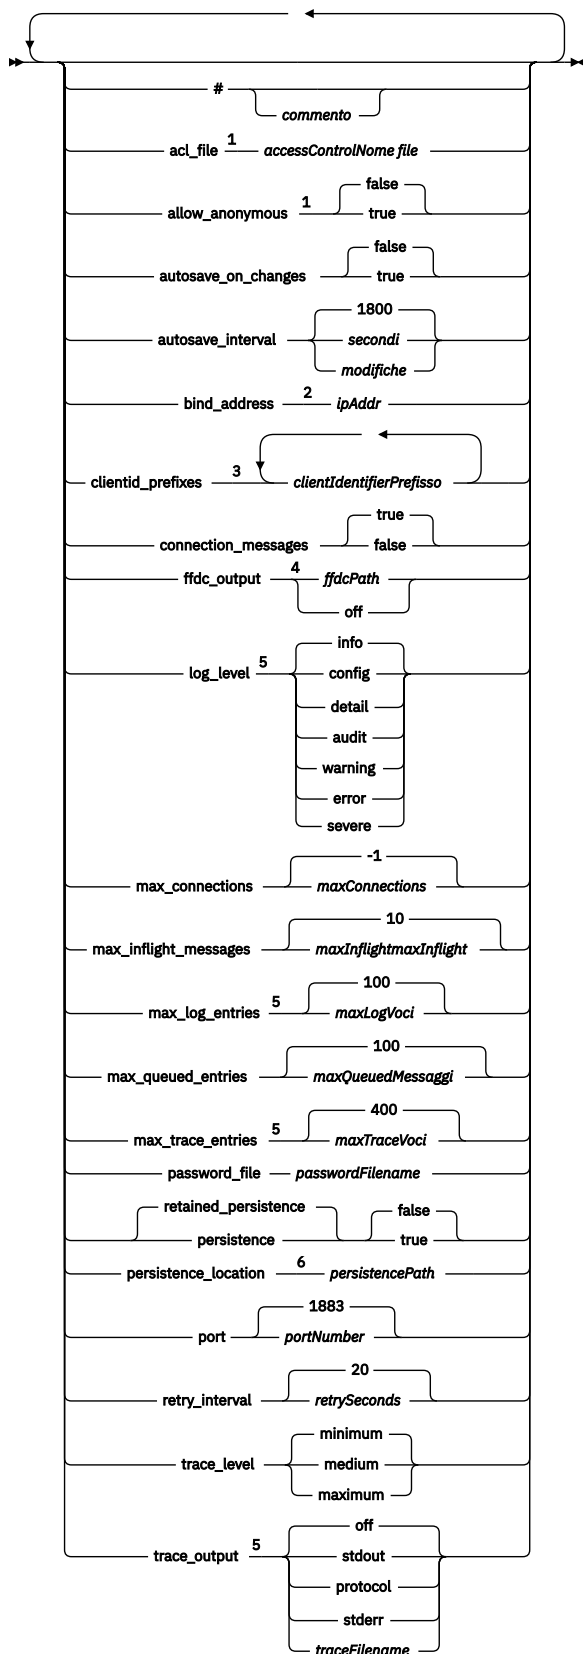 # commento
acl_file 1 accessControlNome file
allow_anonymous 1 false
true
autosave_on_changes false
true
autosave_interval 1800
secondi
modifiche
bind_address 2 ipAddr
clientid_prefixes 3 clientIdentifierPrefisso
connection_messages true
false
ffdc_output 4 ffdcPath
off
log_level 5 info
config
detail
audit
warning
error
severe
max_connections -1
maxConnections
max_inflight_messages 10
maxInflightmaxInflight
max_log_entries 5 100
maxLogVoci
max_queued_entries 100
maxQueuedMessaggi
max_trace_entries 5 400
maxTraceVoci
password_file passwordFilename
retained_persistence false
persistence true
persistence_location 6 persistencePath
port 1883
portNumber
retry_interval 20
retrySeconds
trace_level minimum
medium
maximum
trace_output 5 off
stdout
protocol
stderr
traceFilename